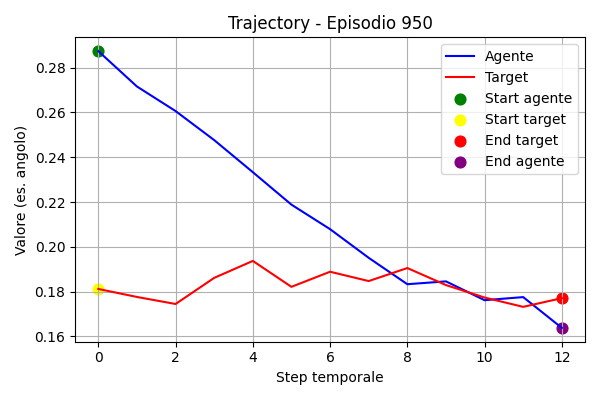 Trajectory - Episodio 950
Valore (es. angolo)
0.28
0.26
0.24
0.22
0.20
0.18
0.16
Agente
Target
Start agente
Start target
End target
End agente
0 2 4 6 8 10 12
Step temporale